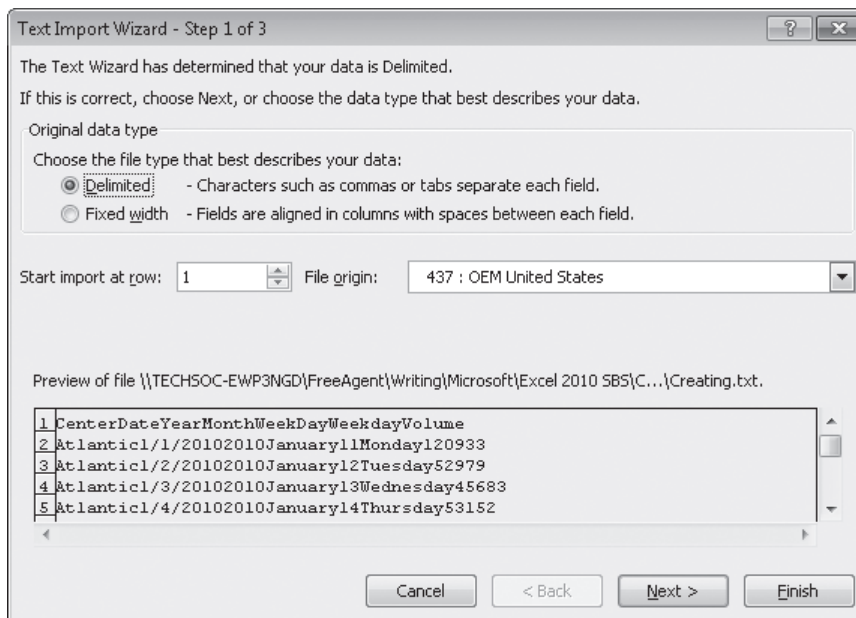 Text Import Wizard - Step 1 of 3
The Text Wizard has determined that your data is Delimited.
If this is correct, choose Next, or choose the data type that best describes your data.
Original data type
Choose the file type that best describes your data:
Delimited - Characters such as commas or tabs separate each field.
Fixed width - Fields are aligned in columns with spaces between each field.
Start import at row: 1 File origin: 437 : OEM United States
Preview of file \\TECHSOC-EWP3NGD\FreeAgent\Writing\Microsoft\Excel 2010 SBS\C...\Creating.txt.
1 CenterDateYearMonthWeekDayWeekdayVolume
2 Atlantic1/1/20102010January11Monday120933
3 Atlantic1/2/20102010January12Tuesday52979
4 Atlantic1/3/20102010January13Wednesday45683
5 Atlantic1/4/20102010January14Thursday53152
Cancel < Back Next > Finish